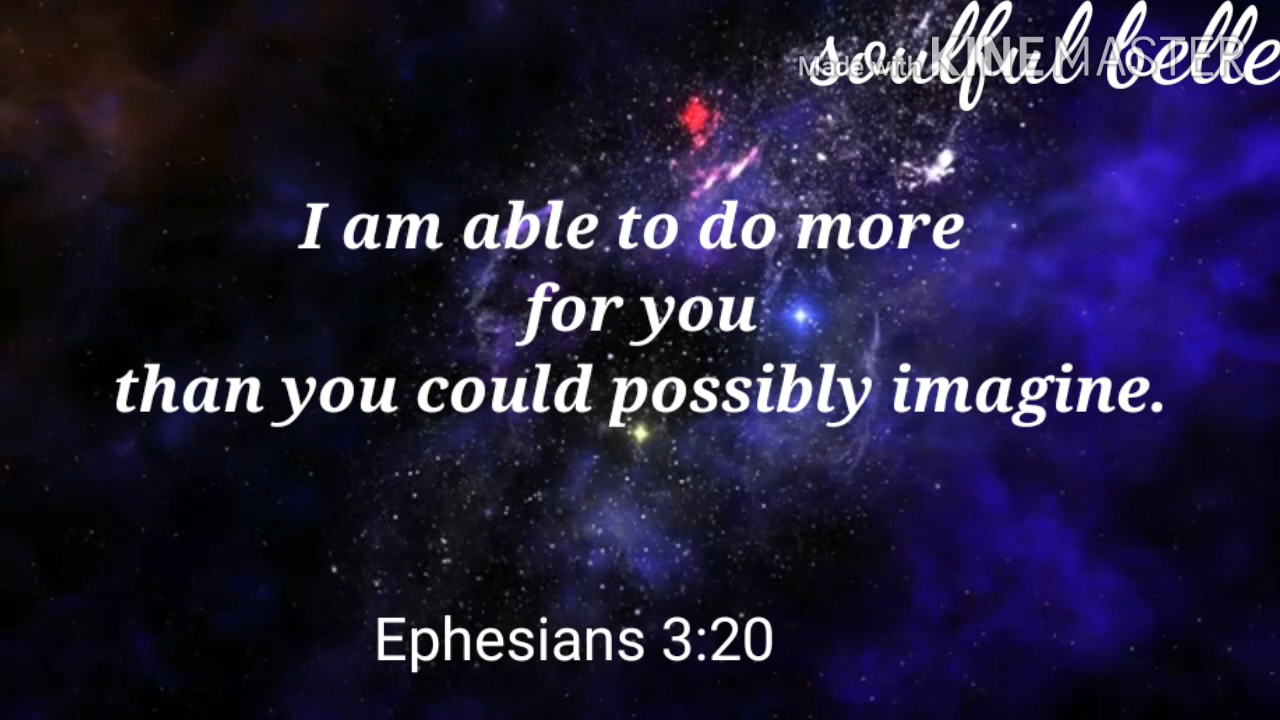 soulful belle
Made with KINEMASTER
I am able to do more
for you
than you could possibly imagine.
Ephesians 3:20